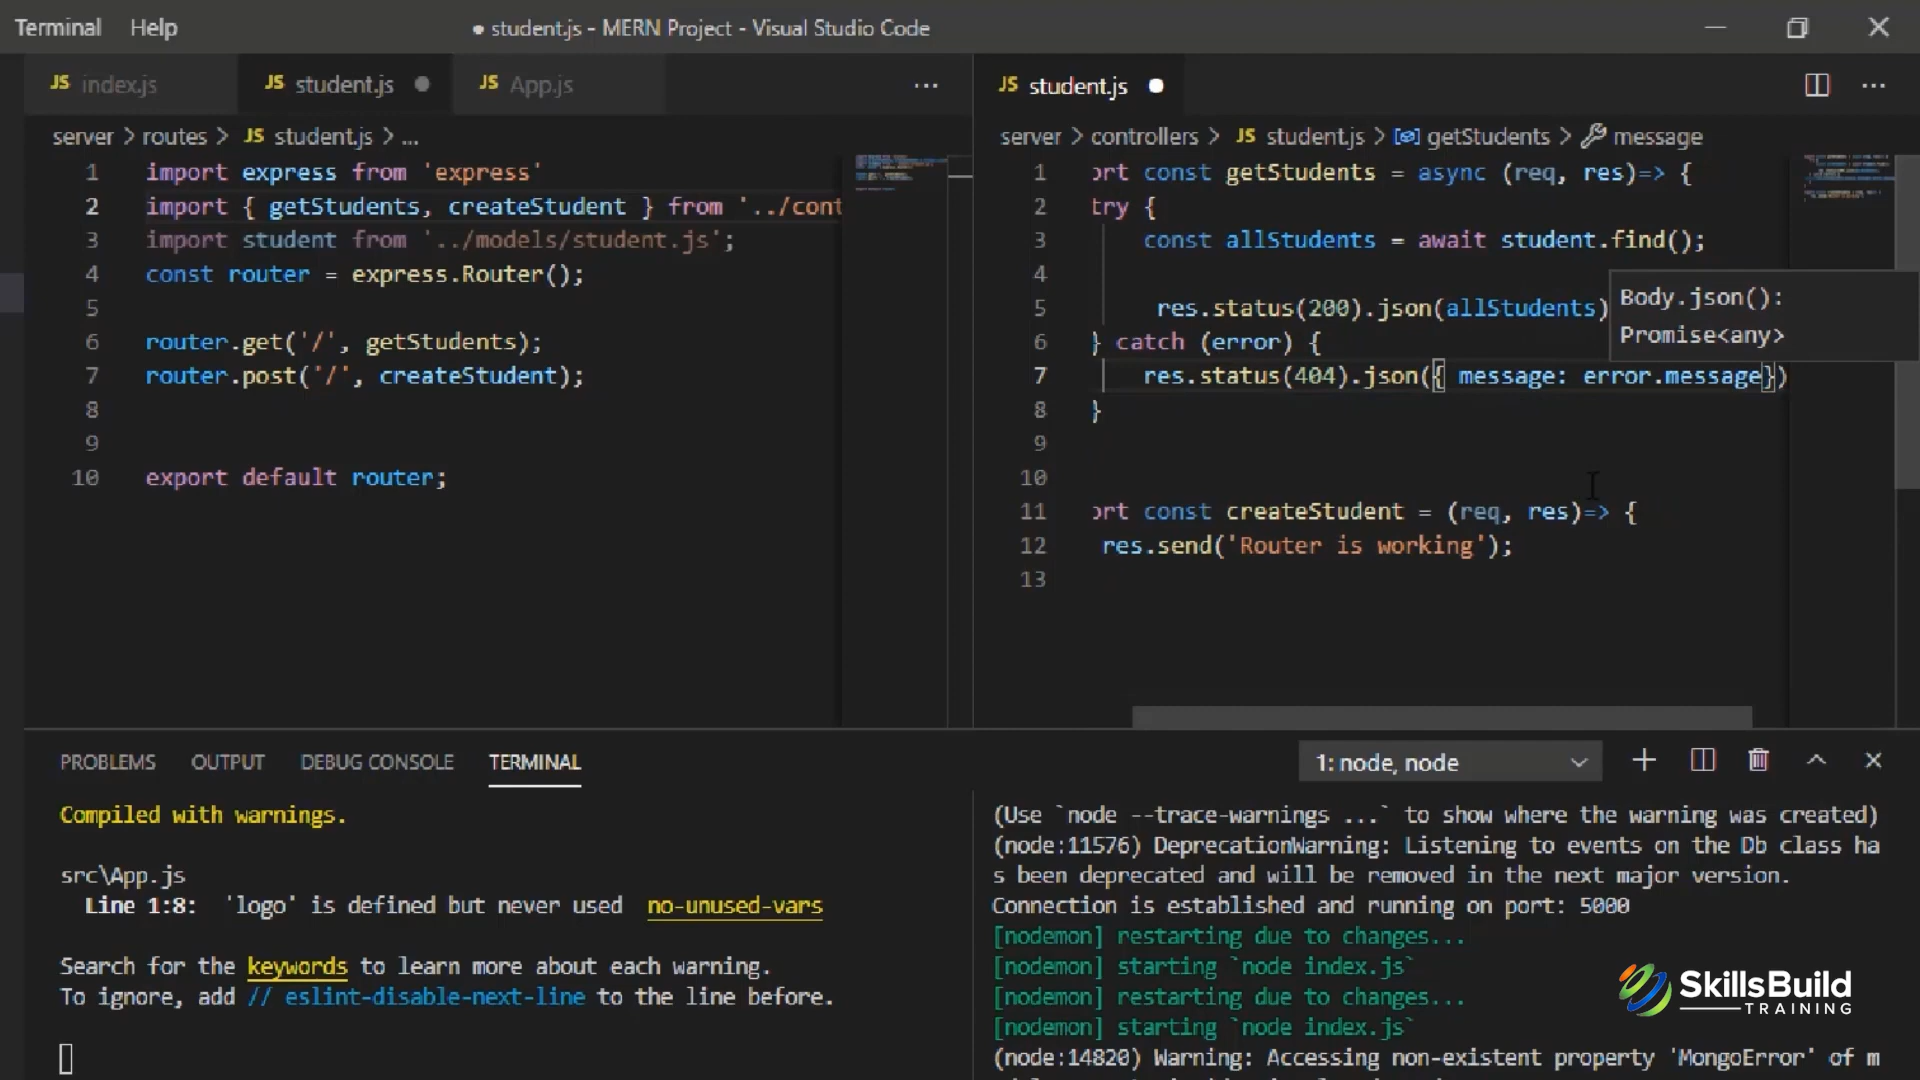 Terminal Help
● student.js - MERN Project - Visual Studio Code
JS index.js
JS student.js
JS App.js
...
server > routes > JS student.js > ...
1 import express from 'express'
2 import { getStudents, createStudent } from '../cont
3 import student from '../models/student.js';
4 const router = express.Router();
5
6 router.get('/', getStudents);
7 router.post('/', createStudent);
8
9
10 export default router;
JS student.js
...
server > controllers > JS student.js > getStudents > message
1 ort const getStudents = async (req, res)=> {
2 try {
3 const allStudents = await student.find();
4
5 res.status(200).json(allStudents)
6 } catch (error) {
7 res.status(404).json({ message: error.message})
8 }
9
10
11 ort const createStudent = (req, res)=> {
12 res.send('Router is working');
13
Body.json():
Promise<any>
PROBLEMS OUTPUT DEBUG CONSOLE TERMINAL
1: node, node
Compiled with warnings.
src\App.js
Line 1:8: 'logo' is defined but never used no-unused-vars
Search for the keywords to learn more about each warning.
To ignore, add // eslint-disable-next-line to the line before.
(Use `node --trace-warnings ...` to show where the warning was created)
(node:11576) DeprecationWarning: Listening to events on the Db class ha
s been deprecated and will be removed in the next major version.
Connection is established and running on port: 5000
[nodemon] restarting due to changes...
[nodemon] starting `node index.js`
[nodemon] restarting due to changes...
[nodemon] starting `node index.js`
(node:14820) Warning: Accessing non-existent property 'MongoError' of m
SkillsBuild
TRAINING